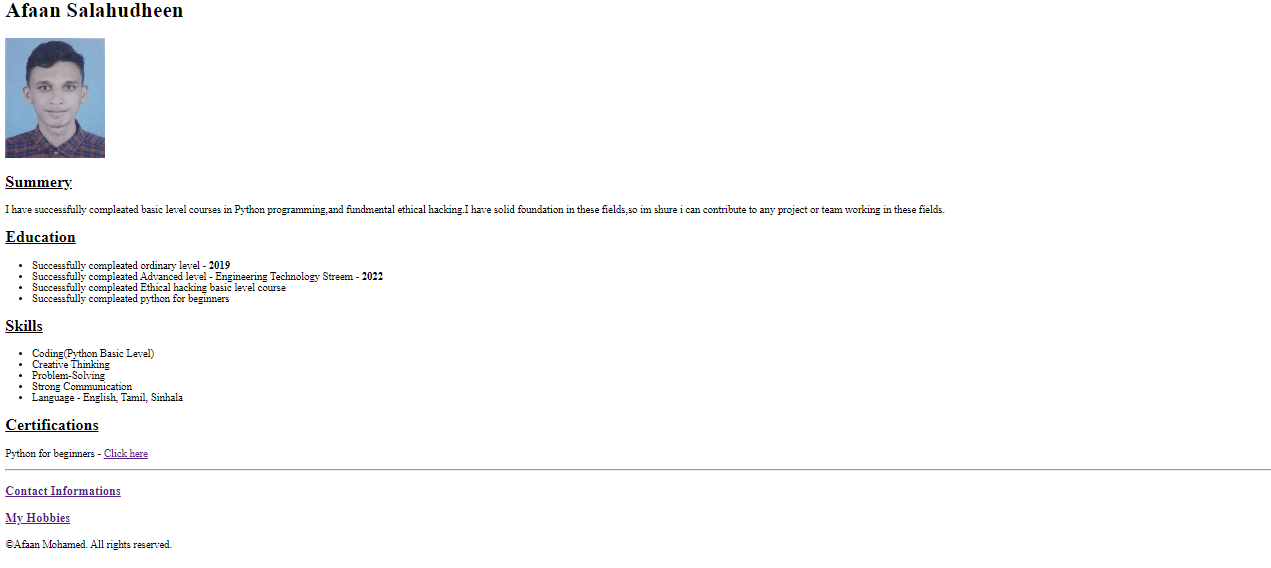 Afaan Salahudheen
Summery
I have successfully compleated basic level courses in Python programming,and fundmental ethical hacking.I have solid foundation in these fields,so im shure i can contribute to any project or team working in these fields.
Education
• Successfully compleated ordinary level - 2019
• Successfully compleated Advanced level - Engineering Technology Streem - 2022
• Successfully compleated Ethical hacking basic level course
• Successfully compleated python for beginners
Skills
• Coding(Python Basic Level)
• Creative Thinking
• Problem-Solving
• Strong Communication
• Language - English, Tamil, Sinhala
Certifications
Python for beginners - Click here
Contact Informations
My Hobbies
©Afaan Mohamed. All rights reserved.